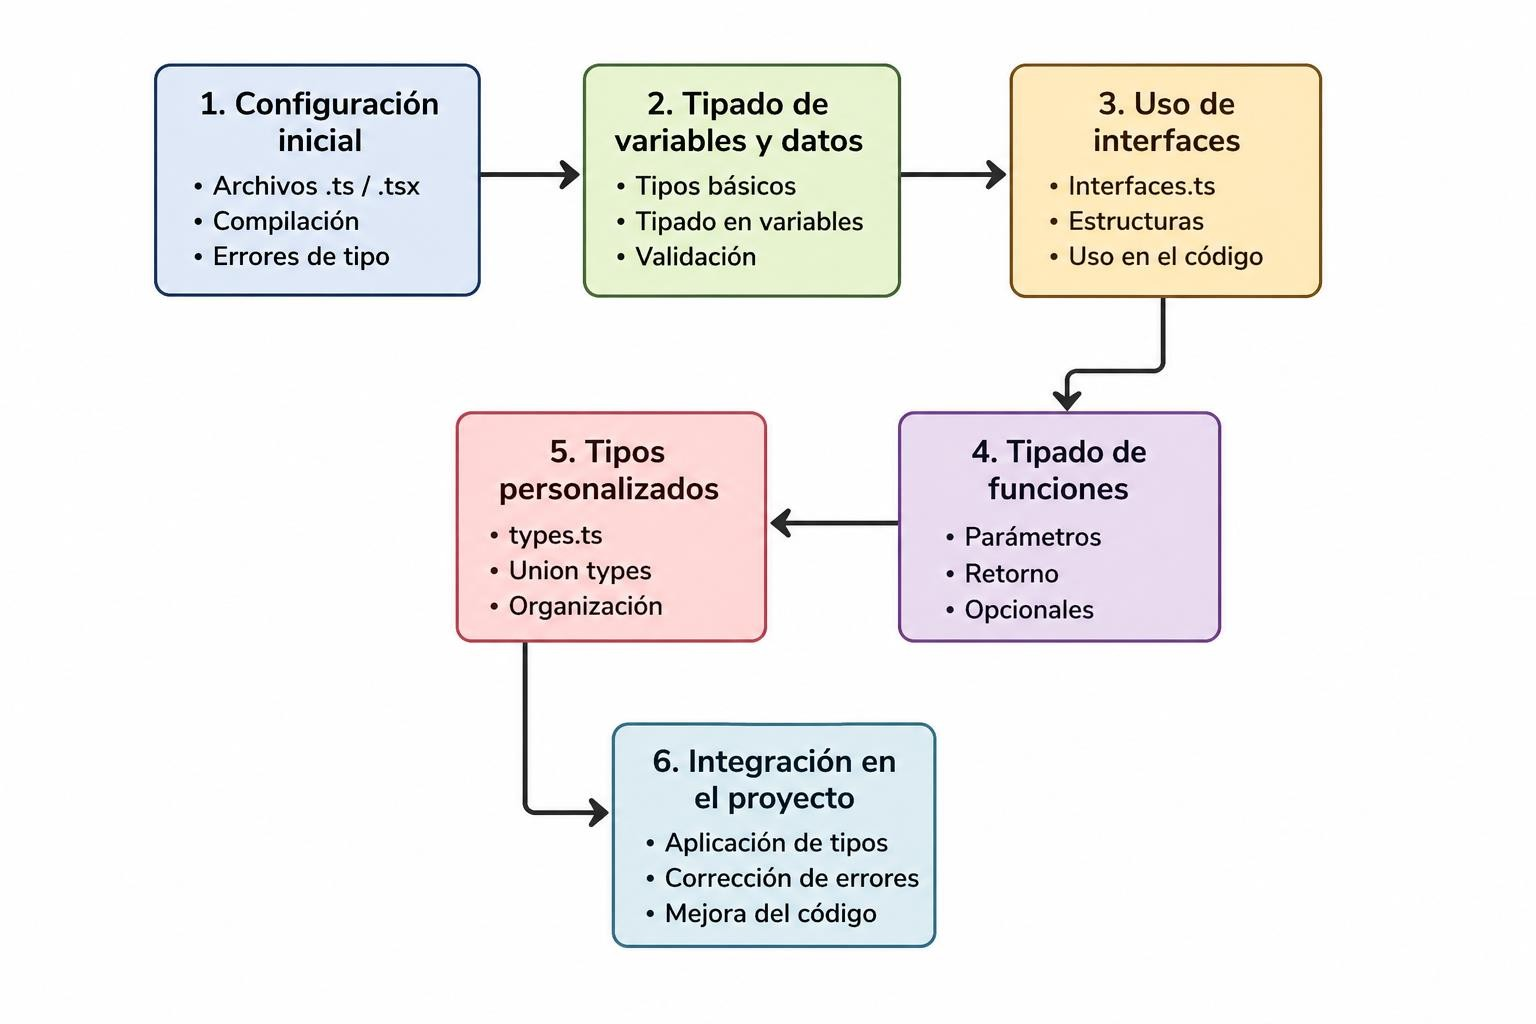 1. Configuración
inicial
• Archivos .ts / .tsx
• Compilación
• Errores de tipo
2. Tipado de
variables y datos
• Tipos básicos
• Tipado en variables
• Validación
3. Uso de
interfaces
• Interfaces.ts
• Estructuras
• Uso en el código
4. Tipado de
funciones
• Parámetros
• Retorno
• Opcionales
5. Tipos
personalizados
• types.ts
• Union types
• Organización
6. Integración en
el proyecto
• Aplicación de tipos
• Corrección de errores
• Mejora del código